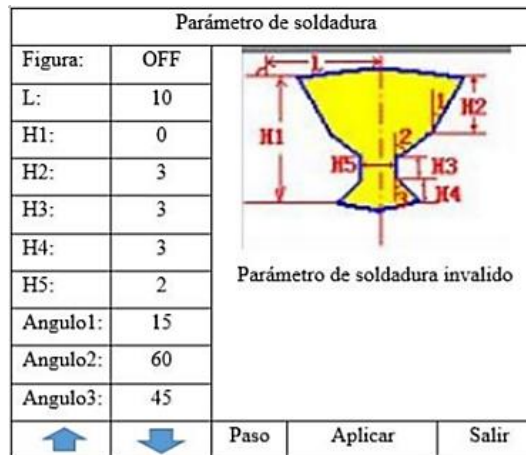 Parámetro de soldadura
Figura: OFF
L: 10
H1: 0
H2: 3
H3: 3
H4: 3
H5: 2
Angulo1: 15
Angulo2: 60
Angulo3: 45
L
H1
1
H2
2
H5
H3
H4
3
Parámetro de soldadura invalido
Paso Aplicar Salir